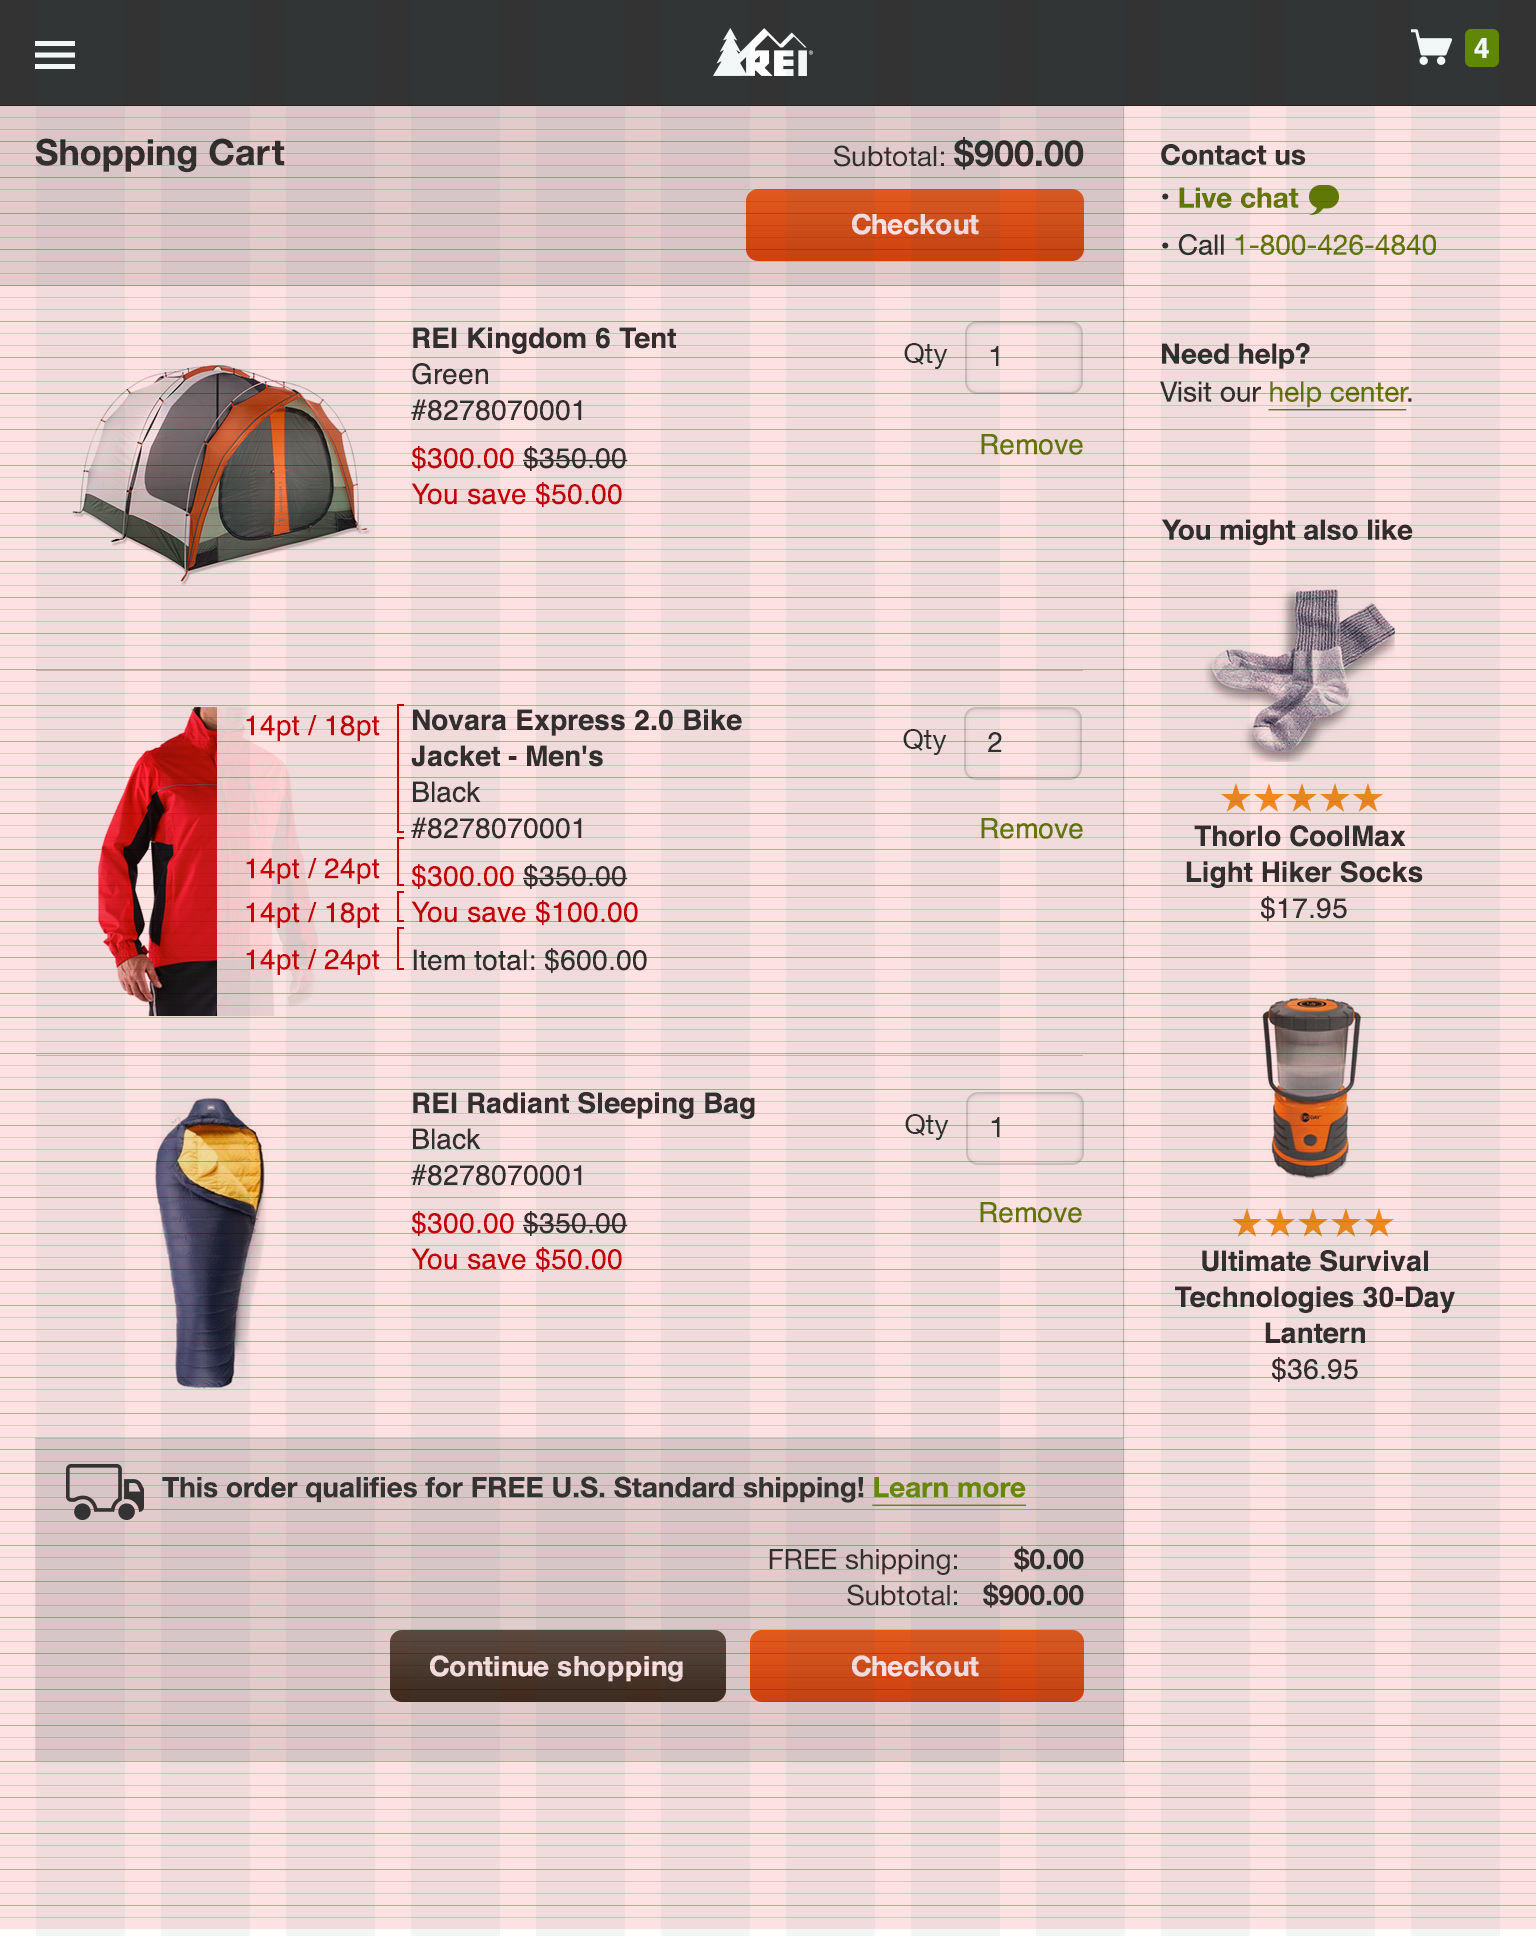 REI
4
Shopping Cart
Subtotal: $900.00
Checkout
REI Kingdom 6 Tent
Green
#8278070001
$300.00 $350.00
You save $50.00
Qty 1
Remove
14pt / 18pt
14pt / 24pt
14pt / 18pt
14pt / 24pt
Novara Express 2.0 Bike
Jacket - Men's
Black
#8278070001
$300.00 $350.00
You save $100.00
Item total: $600.00
Qty 2
Remove
REI Radiant Sleeping Bag
Black
#8278070001
$300.00 $350.00
You save $50.00
Qty 1
Remove
This order qualifies for FREE U.S. Standard shipping! Learn more
FREE shipping: $0.00
Subtotal: $900.00
Continue shopping
Checkout
Contact us
• Live chat
• Call 1-800-426-4840
Need help?
Visit our help center.
You might also like
Thorlo CoolMax
Light Hiker Socks
$17.95
Ultimate Survival
Technologies 30-Day
Lantern
$36.95